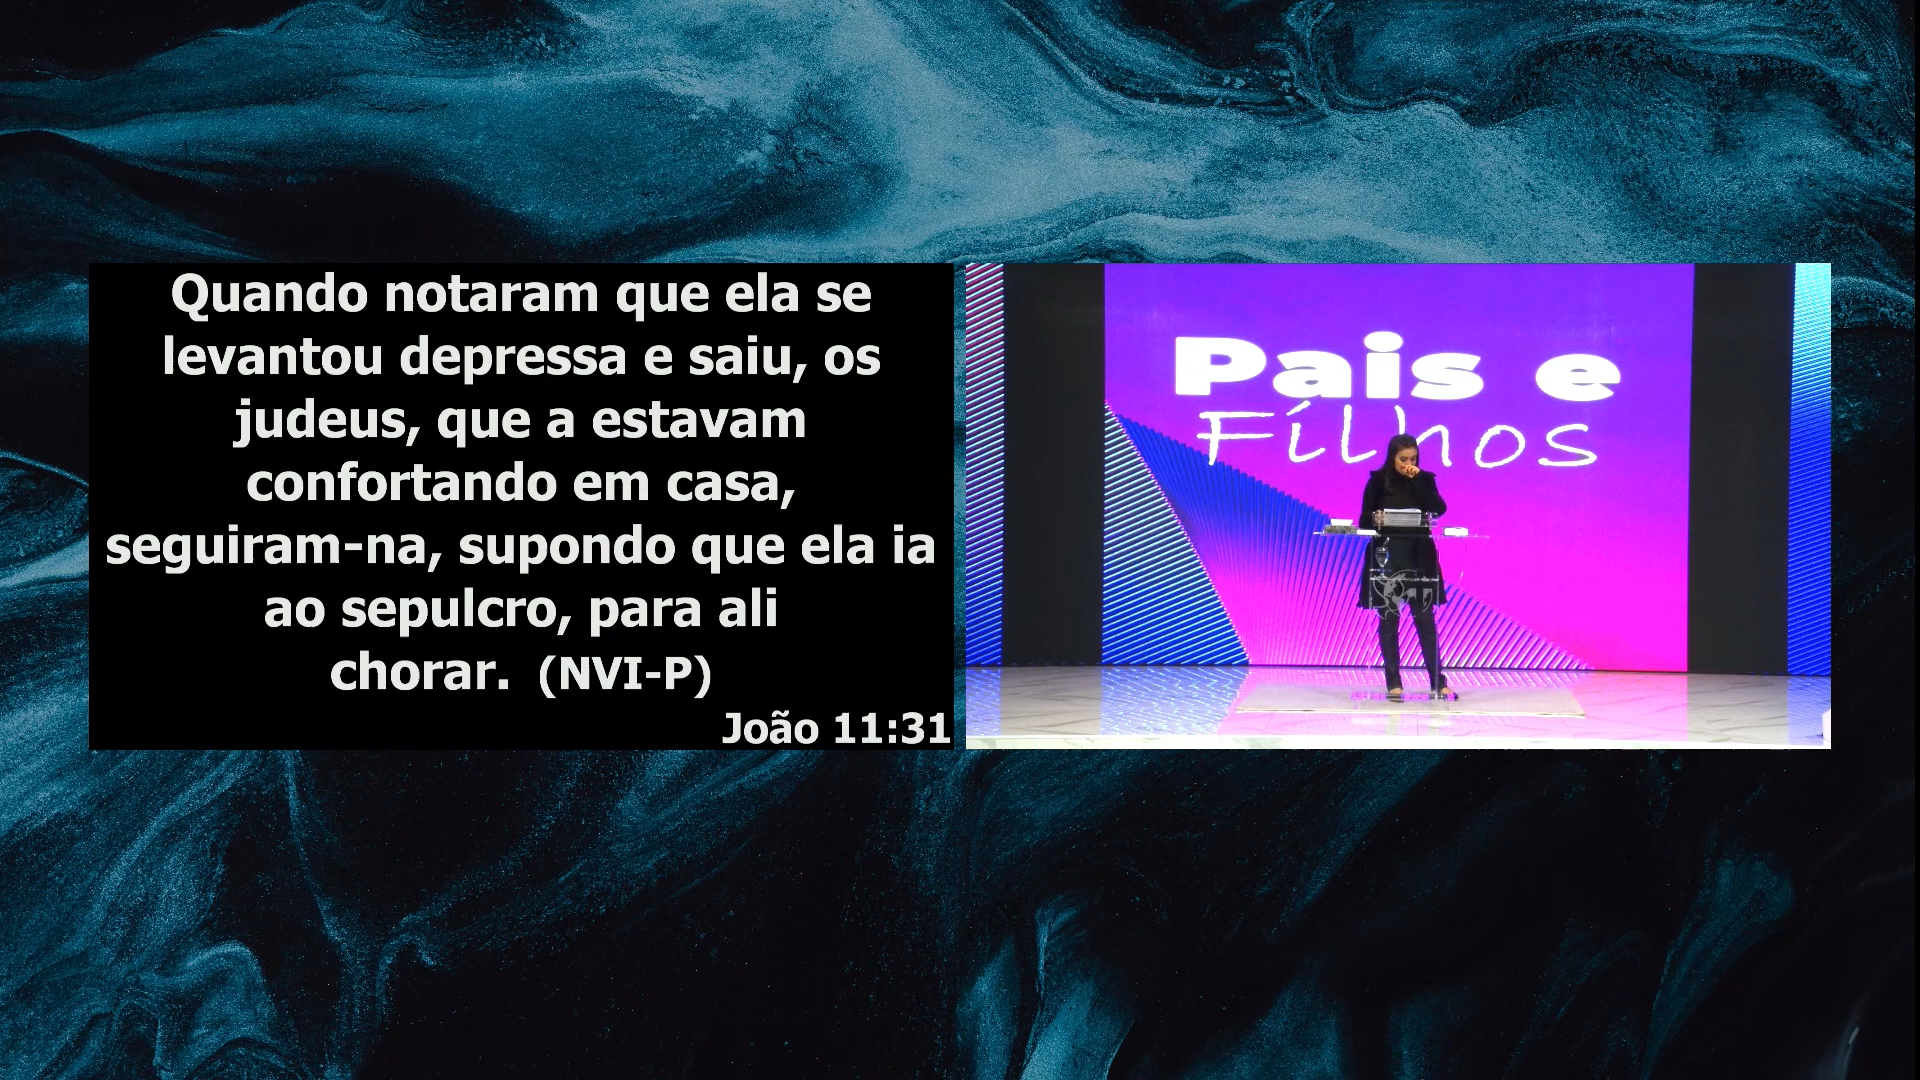 Quando notaram que ela se
levantou depressa e saiu, os
judeus, que a estavam
confortando em casa,
seguiram-na, supondo que ela ia
ao sepulcro, para ali
chorar. (NVI-P)
João 11:31
Pais e
Filhos